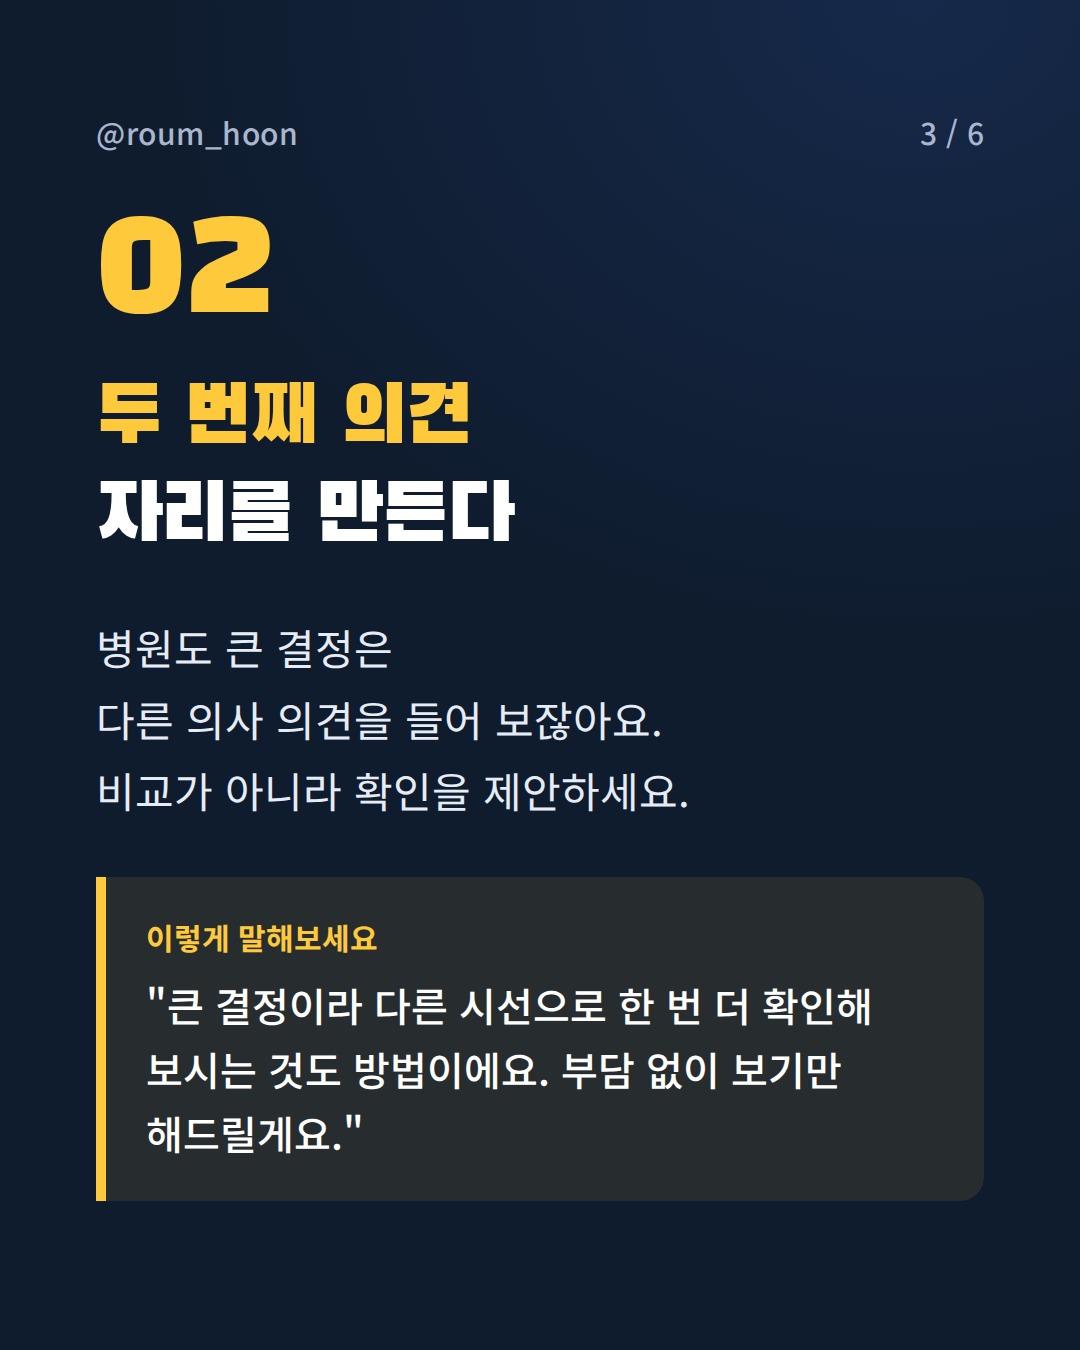 @roum_hoon
3 / 6
02
두 번째 의견
자리를 만든다
병원도 큰 결정은
다른 의사 의견을 들어 보잖아요.
비교가 아니라 확인을 제안하세요.
이렇게 말해보세요
"큰 결정이라 다른 시선으로 한 번 더 확인해
보시는 것도 방법이에요. 부담 없이 보기만
해드릴게요."